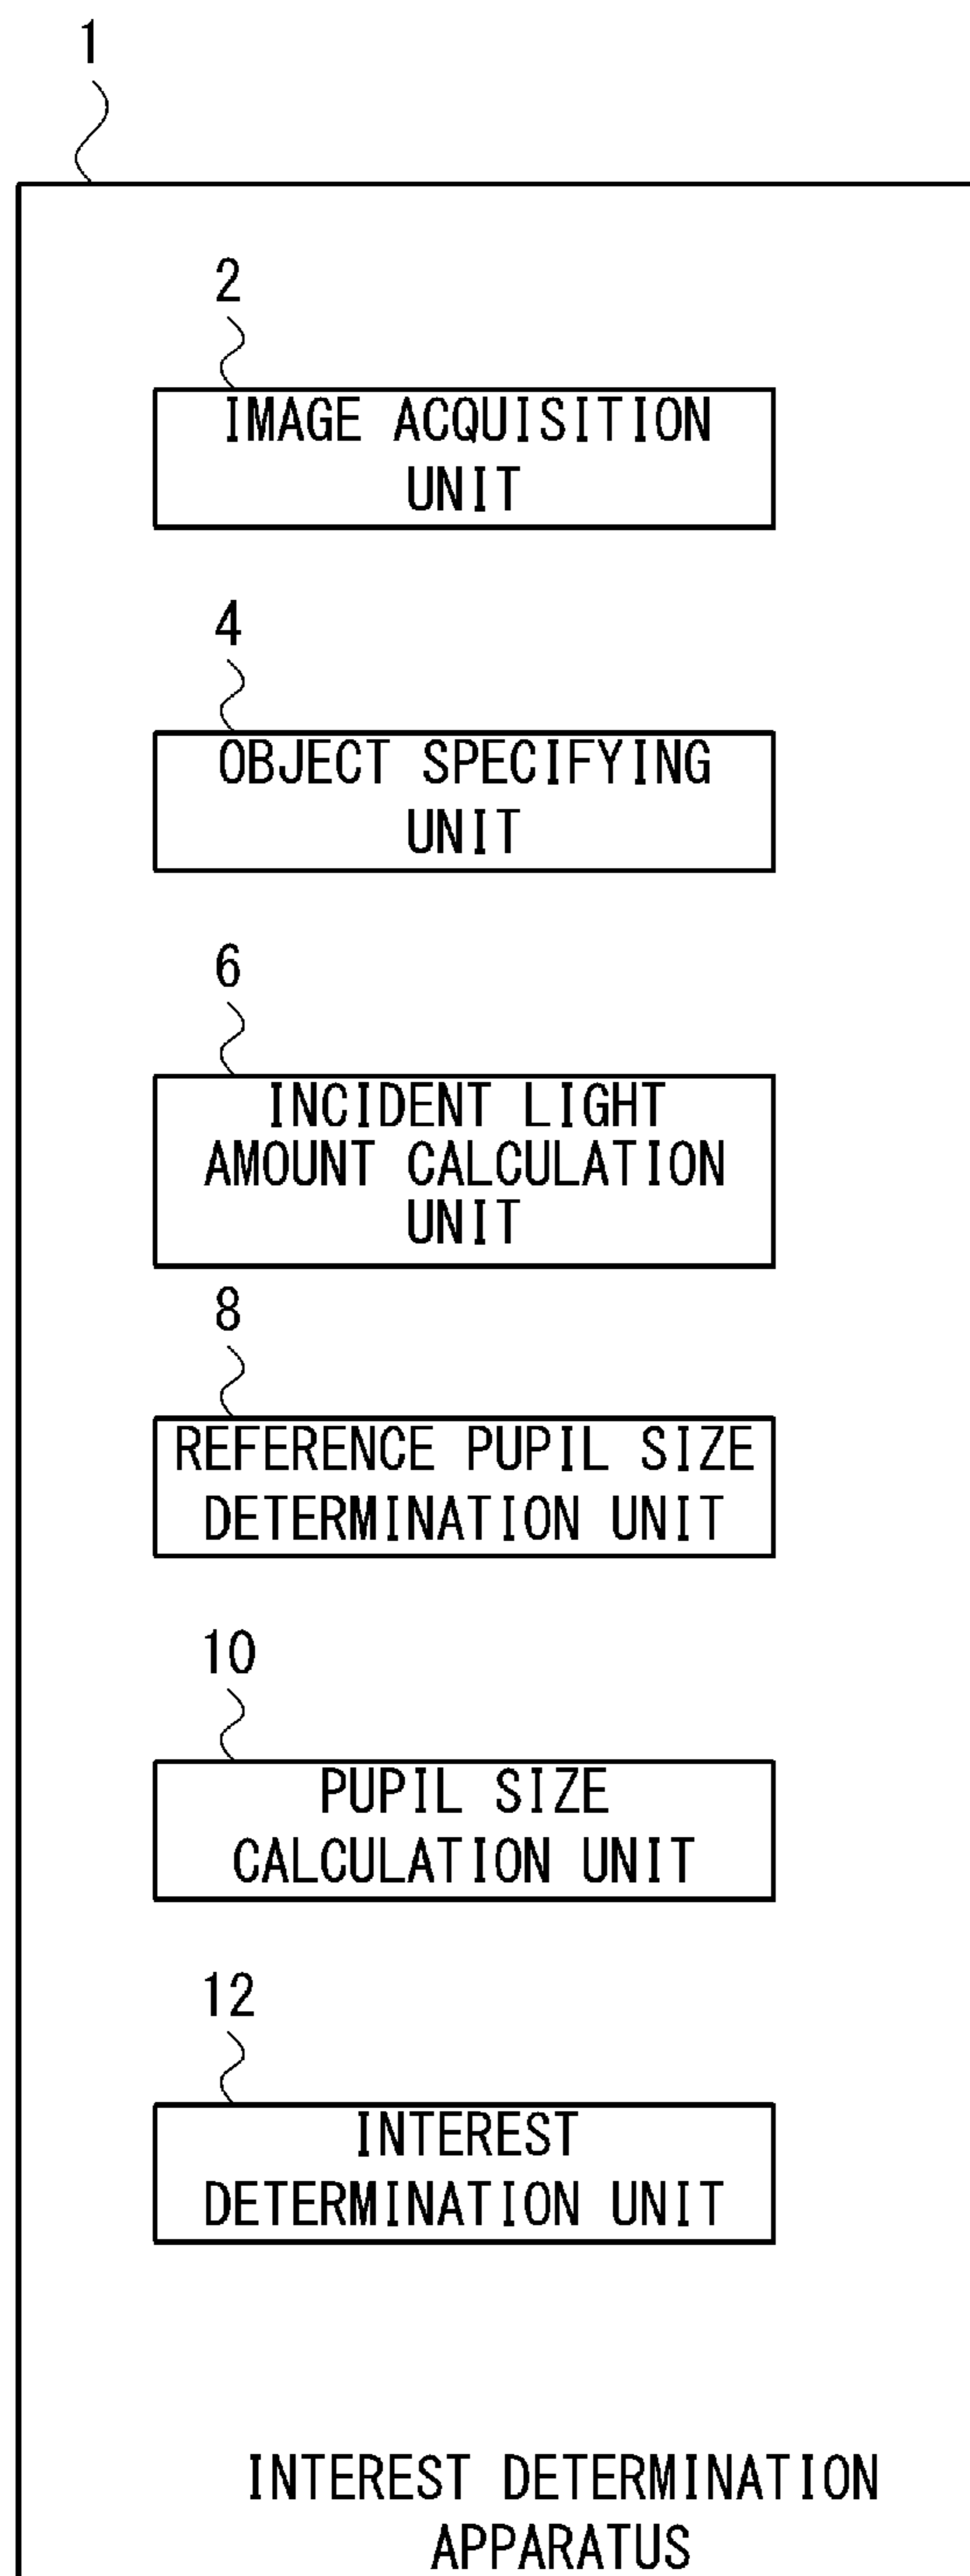 1
2
IMAGE ACQUISITION
UNIT
4
OBJECT SPECIFYING
UNIT
6
INCIDENT LIGHT
AMOUNT CALCULATION
UNIT
8
REFERENCE PUPIL SIZE
DETERMINATION UNIT
10
PUPIL SIZE
CALCULATION UNIT
12
INTEREST
DETERMINATION UNIT
INTEREST DETERMINATION
APPARATUS